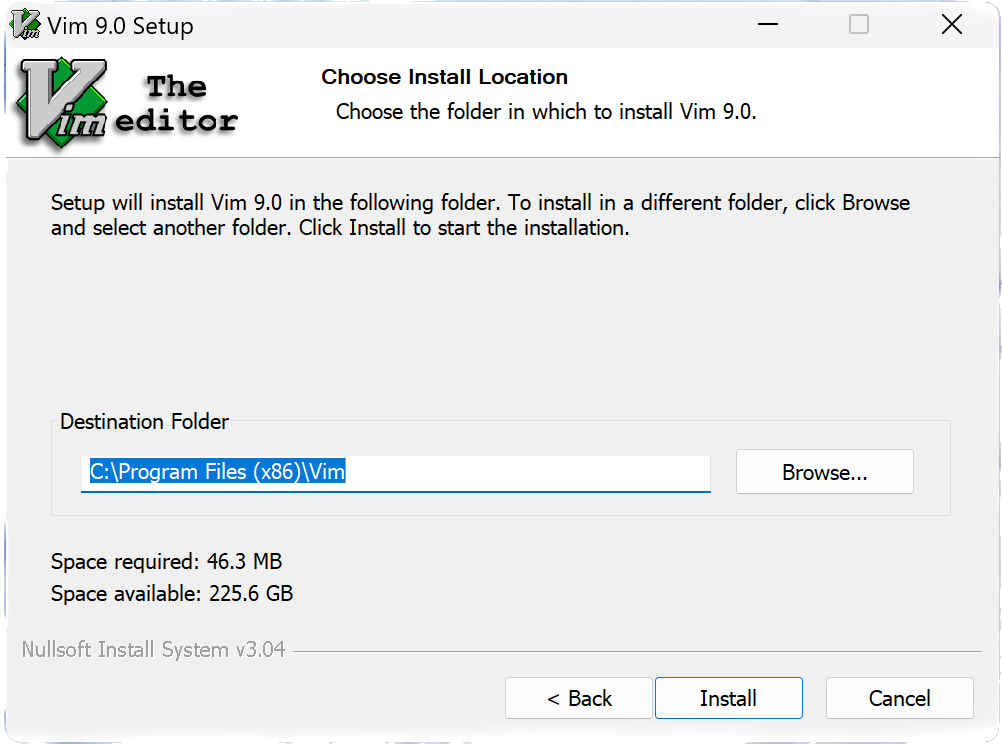 Vim 9.0 Setup
Vim The
editor
Choose Install Location
Choose the folder in which to install Vim 9.0.
Setup will install Vim 9.0 in the following folder. To install in a different folder, click Browse
and select another folder. Click Install to start the installation.
Destination Folder
C:\Program Files (x86)\Vim
Browse...
Space required: 46.3 MB
Space available: 225.6 GB
Nullsoft Install System v3.04
< Back
Install
Cancel